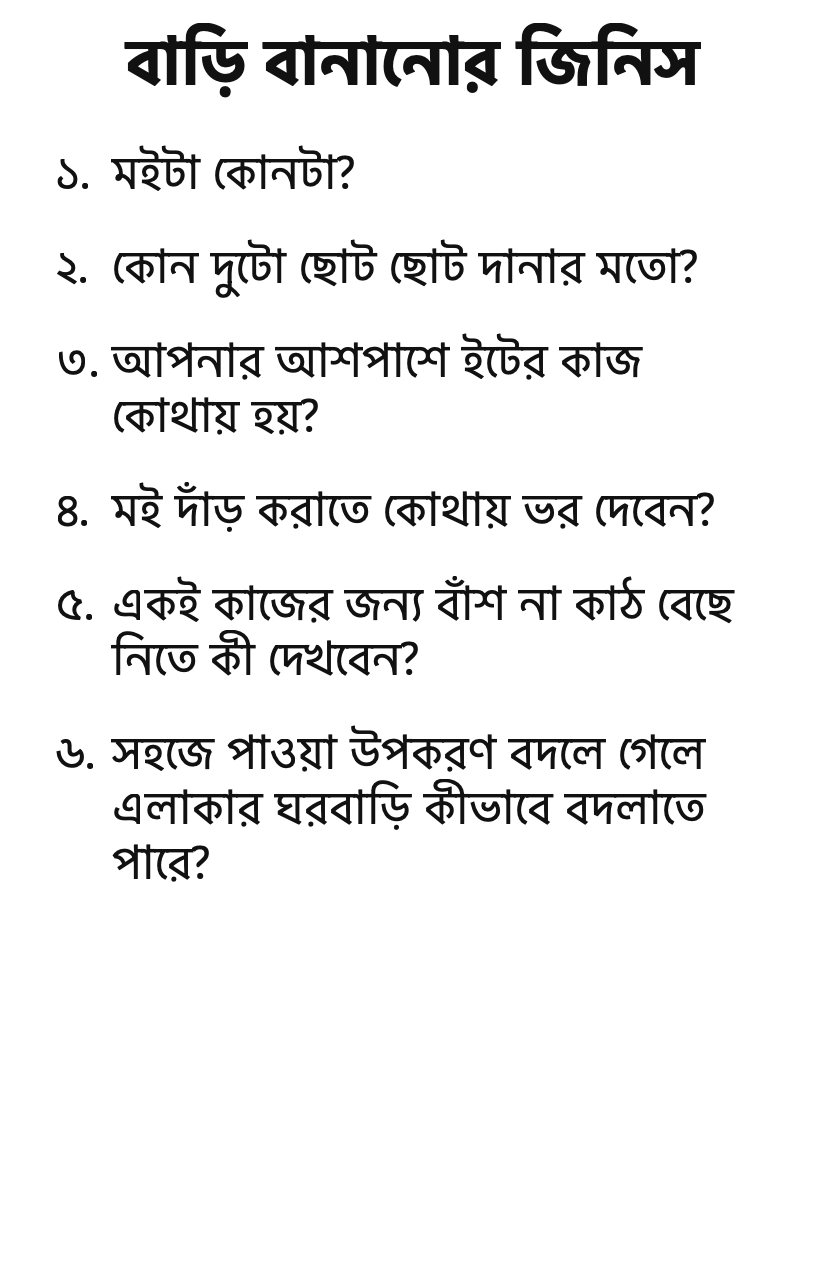 বাড়ি বানানোর জিনিস
১. মইটা কোনটা?
২. কোন দুটো ছোট ছোট দানার মতো?
৩. আপনার আশপাশে ইটের কাজ
কোথায় হয়?
৪. মই দাঁড় করাতে কোথায় ভর দেবেন?
৫. একই কাজের জন্য বাঁশ না কাঠ বেছে
নিতে কী দেখবেন?
৬. সহজে পাওয়া উপকরণ বদলে গেলে
এলাকার ঘরবাড়ি কীভাবে বদলাতে
পারে?